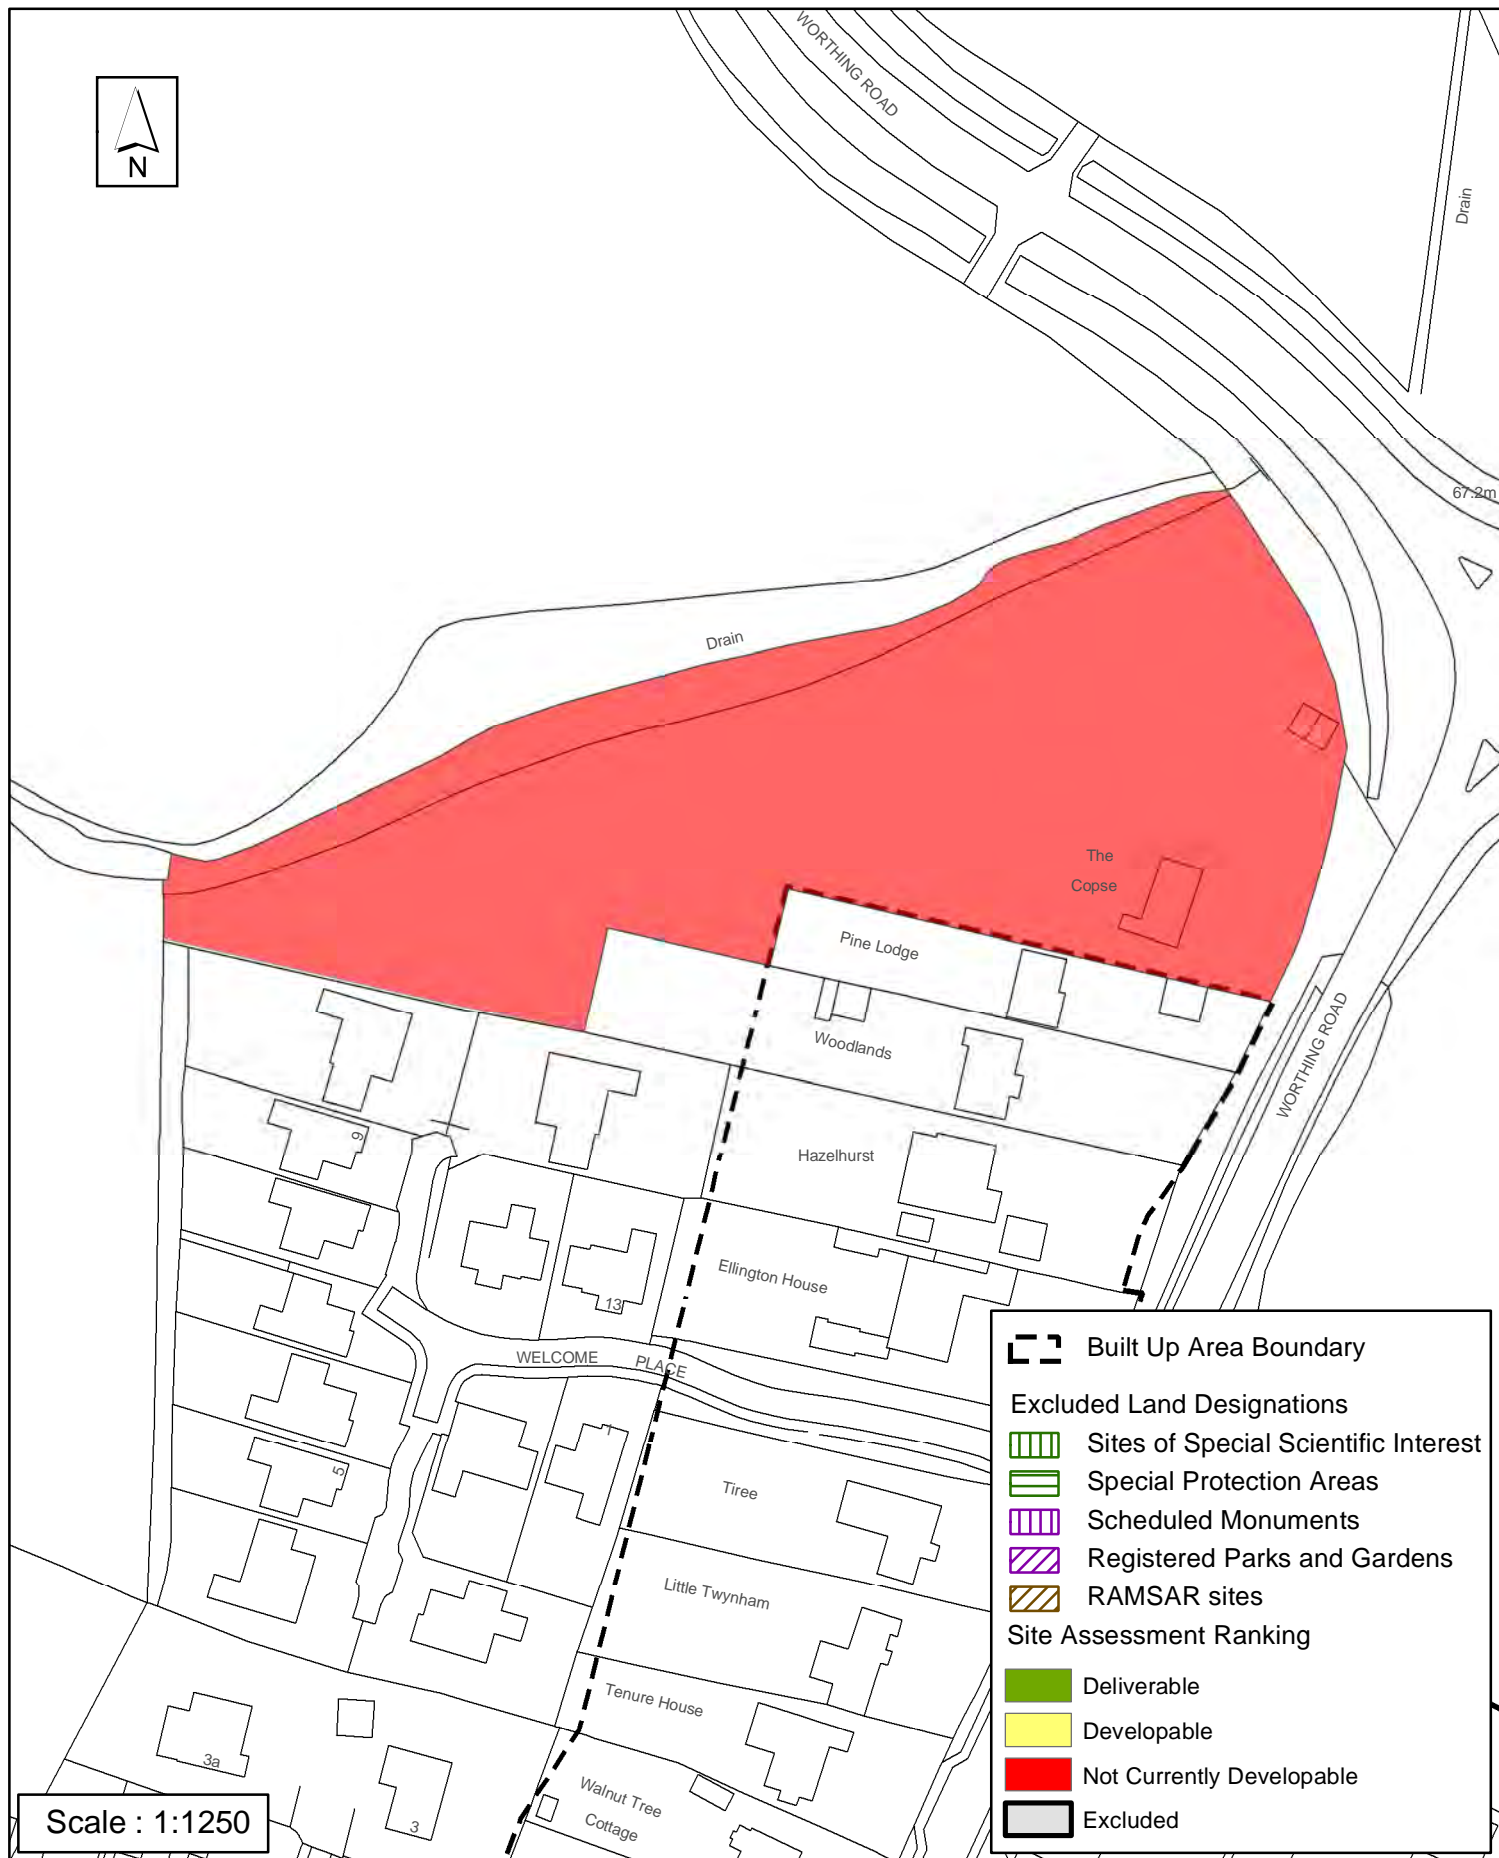 WORTHING ROAD
N
Drain
67.2m
Drain
The
Copse
Pine Lodge
Woodlands
WORTHING ROAD
9
Hazelhurst
Ellington House
13
WELCOME PLACE
1
5
Tiree
Little Twynham
Tenure House
3a
3
Walnut Tree
Cottage
Scale : 1:1250
Built Up Area Boundary
Excluded Land Designations
Sites of Special Scientific Interest
Special Protection Areas
Scheduled Monuments
Registered Parks and Gardens
RAMSAR sites
Site Assessment Ranking
Deliverable
Developable
Not Currently Developable
Excluded